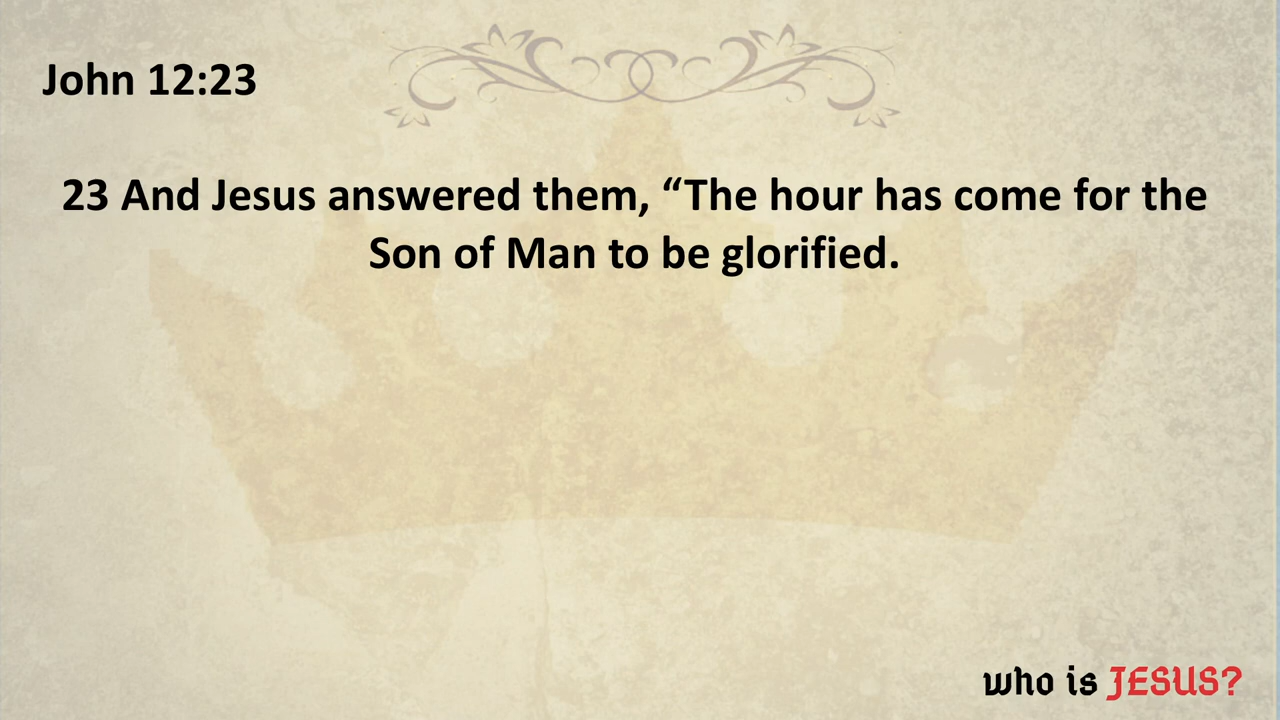 John 12:23
23 And Jesus answered them, “The hour has come for the
Son of Man to be glorified.
who is JESUS?